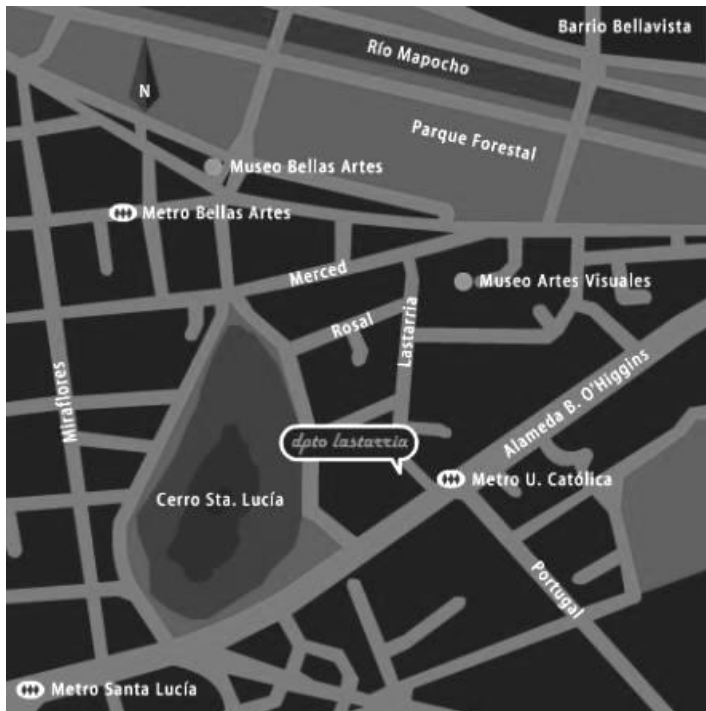 Barrio Bellavista
Río Mapocho
Parque Forestal
N
Museo Bellas Artes
Metro Bellas Artes
Merced
Museo Artes Visuales
Rosal
Lastarria
Miraflores
Alameda B. O'Higgins
dpto lastarria
Metro U. Católica
Cerro Sta. Lucía
Portugal
Metro Santa Lucía